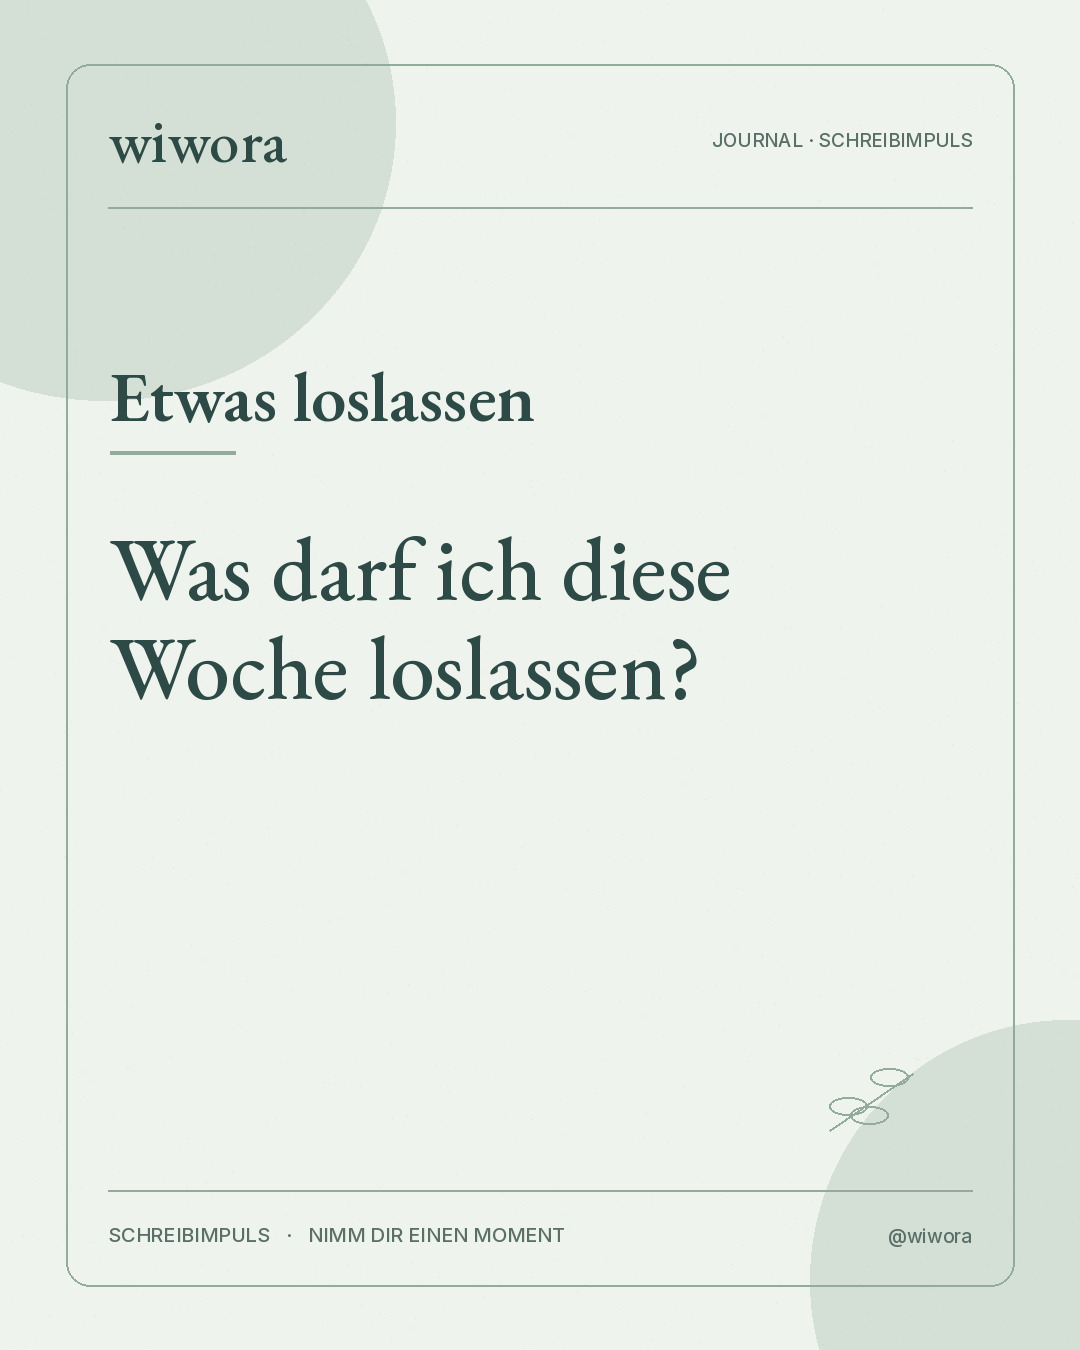 wiwora
JOURNAL · SCHREIBIMPULS
Etwas loslassen
Was darf ich diese
Woche loslassen?
SCHREIBIMPULS · NIMM DIR EINEN MOMENT
@wiwora